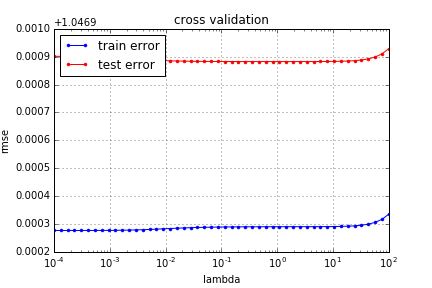 cross validation
+1.0469
0.0010
0.0009
0.0008
0.0007
0.0006
0.0005
0.0004
0.0003
0.0002
rmse
train error
test error
10^-4 10^-3 10^-2 10^-1 10^0 10^1 10^2
lambda